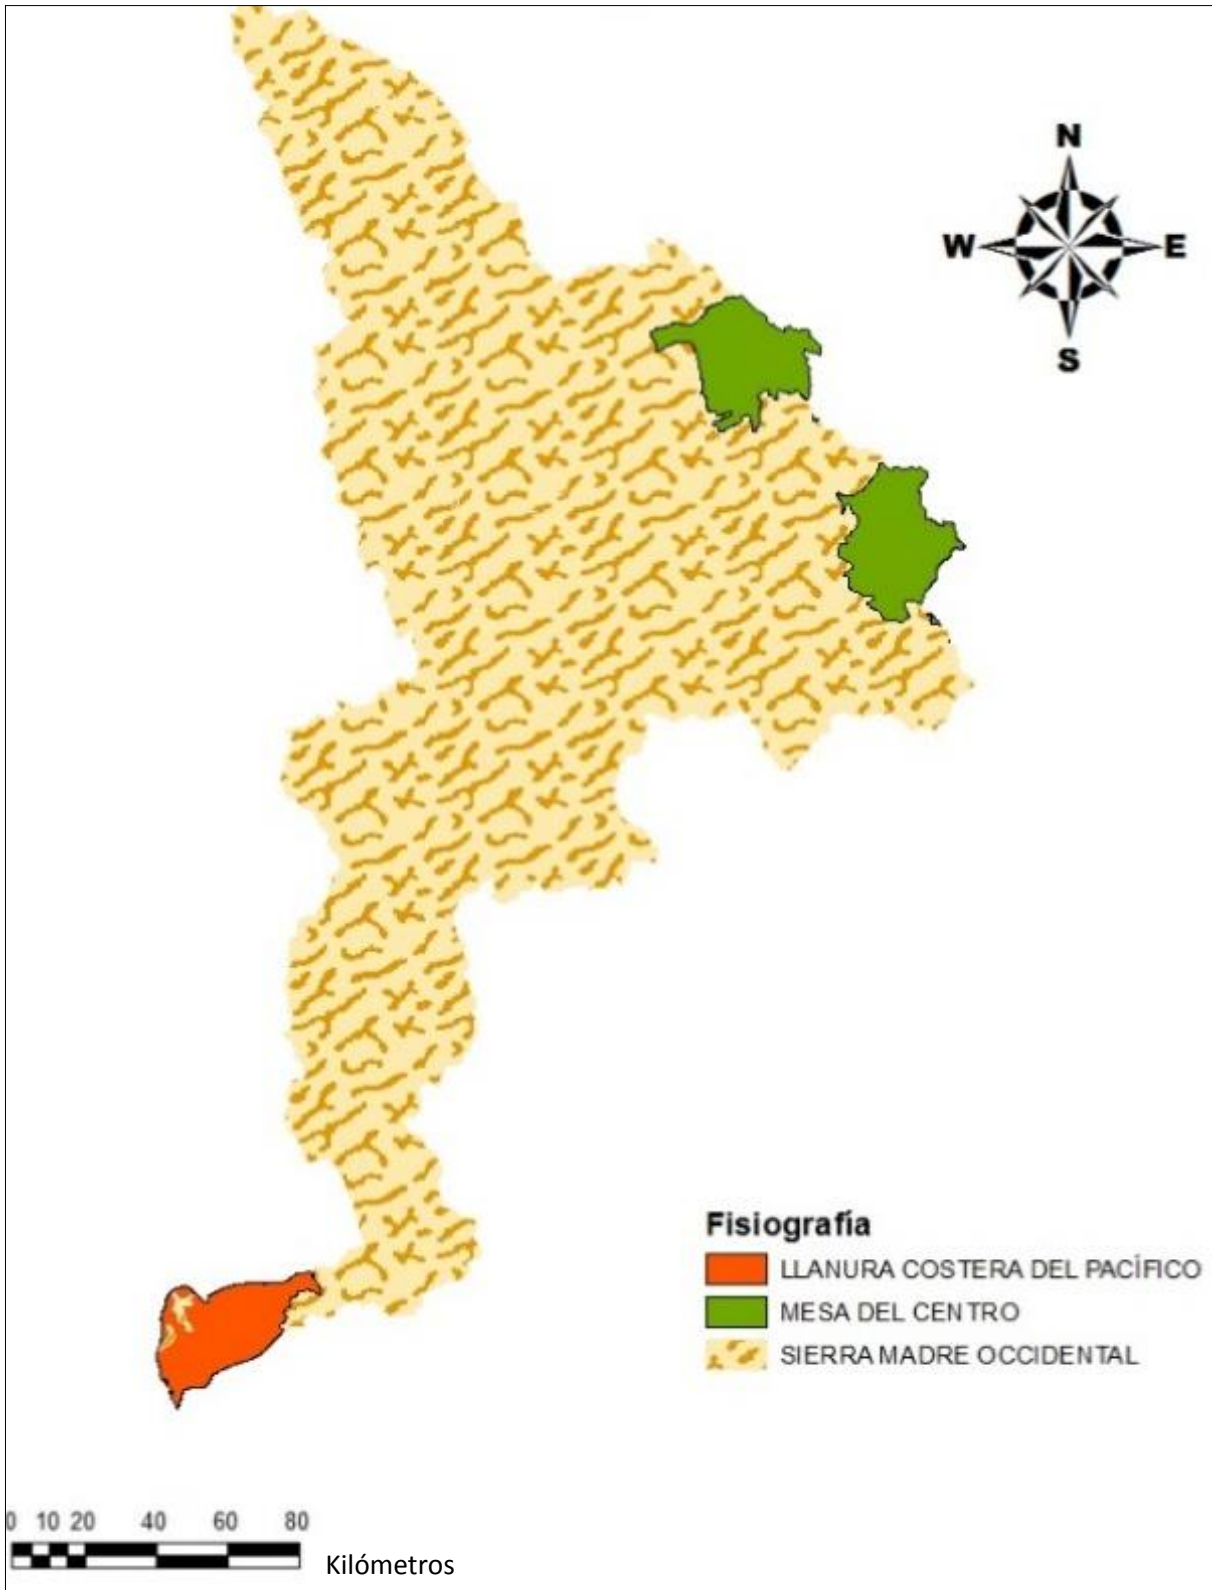 N
W E
S
Fisiografía
LLANURA COSTERA DEL PACÍFICO
MESA DEL CENTRO
SIERRA MADRE OCCIDENTAL
0 10 20 40 60 80
Kilómetros